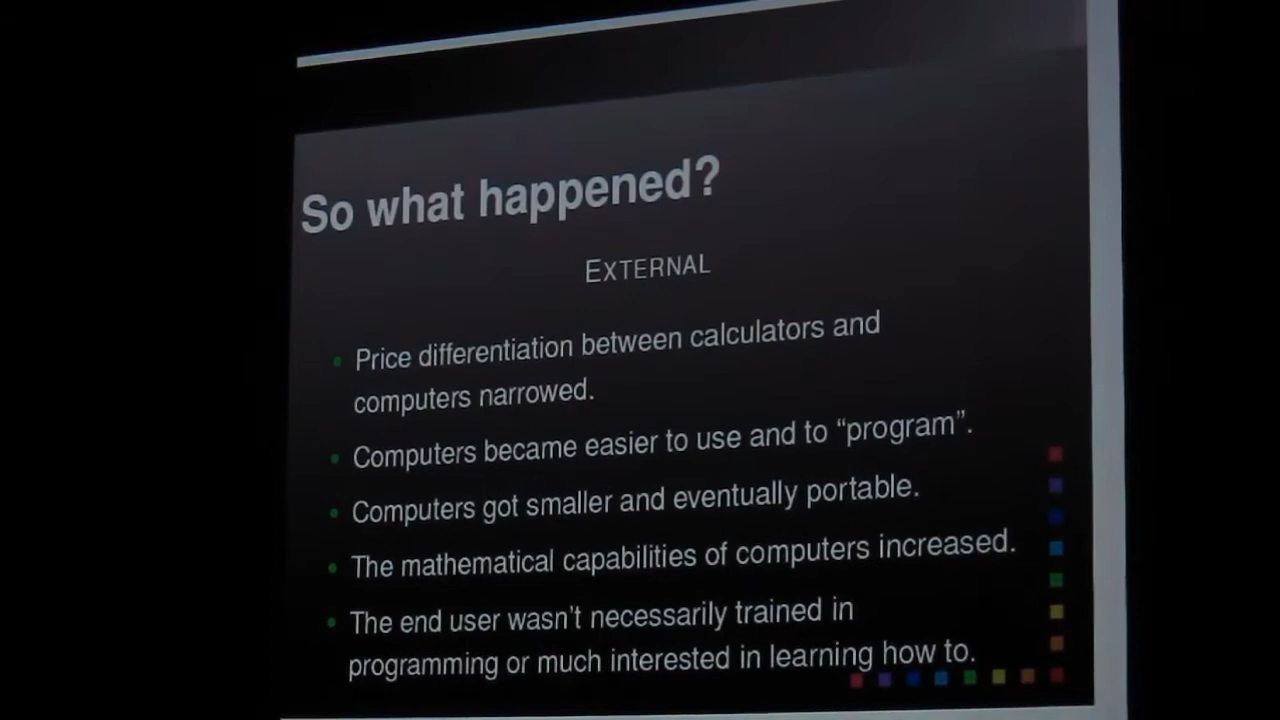 So what happened?
EXTERNAL
Price differentiation between calculators and
computers narrowed.
Computers became easier to use and to “program”.
Computers got smaller and eventually portable.
The mathematical capabilities of computers increased.
The end user wasn’t necessarily trained in
programming or much interested in learning how to.